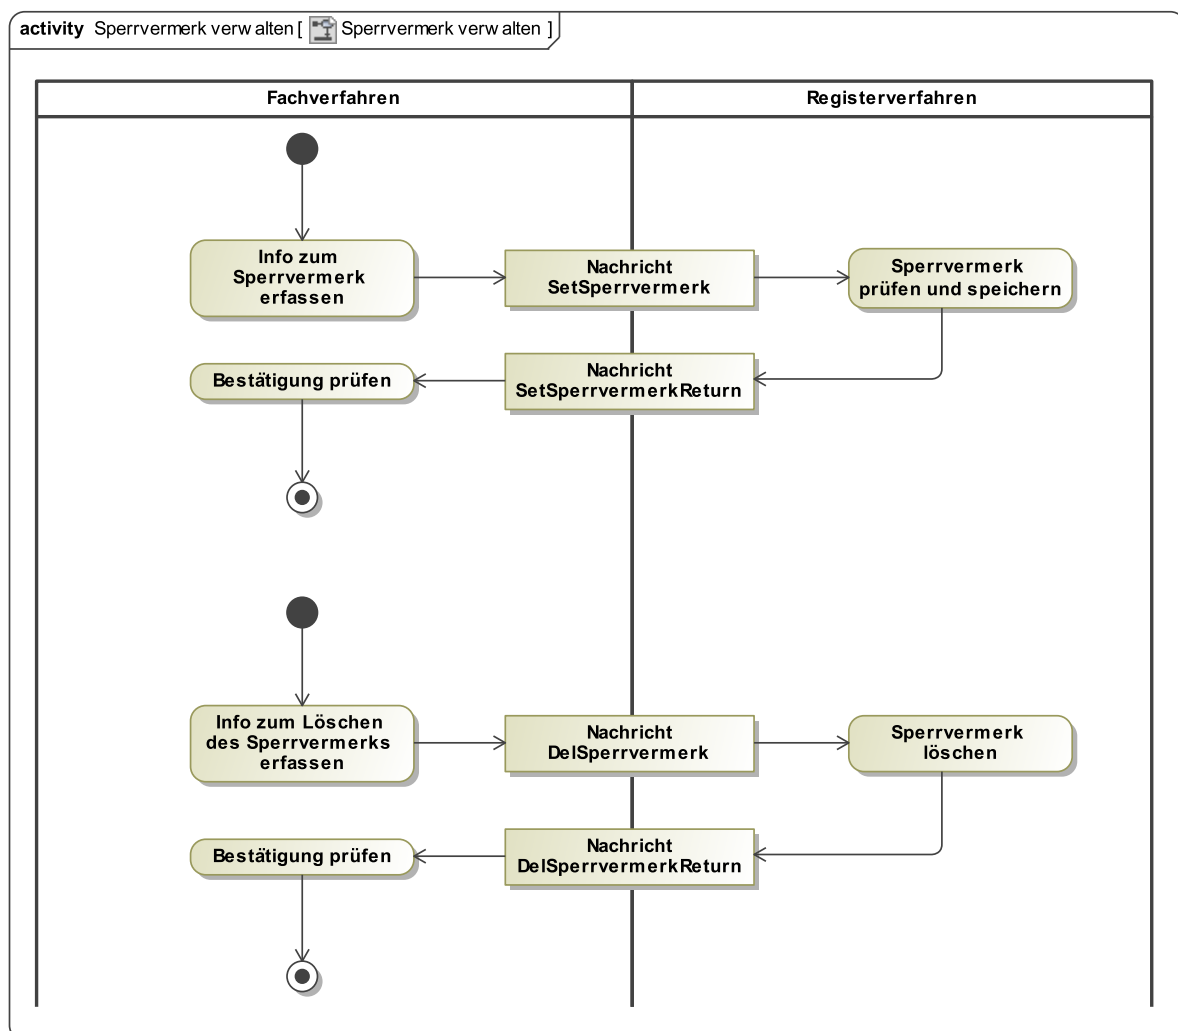 activity Sperrvermerk verwalten [ Sperrvermerk verwalten ]
Fachverfahren
Registerverfahren
Info zum
Sperrvermerk
erfassen
Nachricht
SetSperrvermerk
Sperrvermerk
prüfen und speichern
Bestätigung prüfen
Nachricht
SetSperrvermerkReturn
Info zum Löschen
des Sperrvermerks
erfassen
Nachricht
DelSperrvermerk
Sperrvermerk
löschen
Bestätigung prüfen
Nachricht
DelSperrvermerkReturn